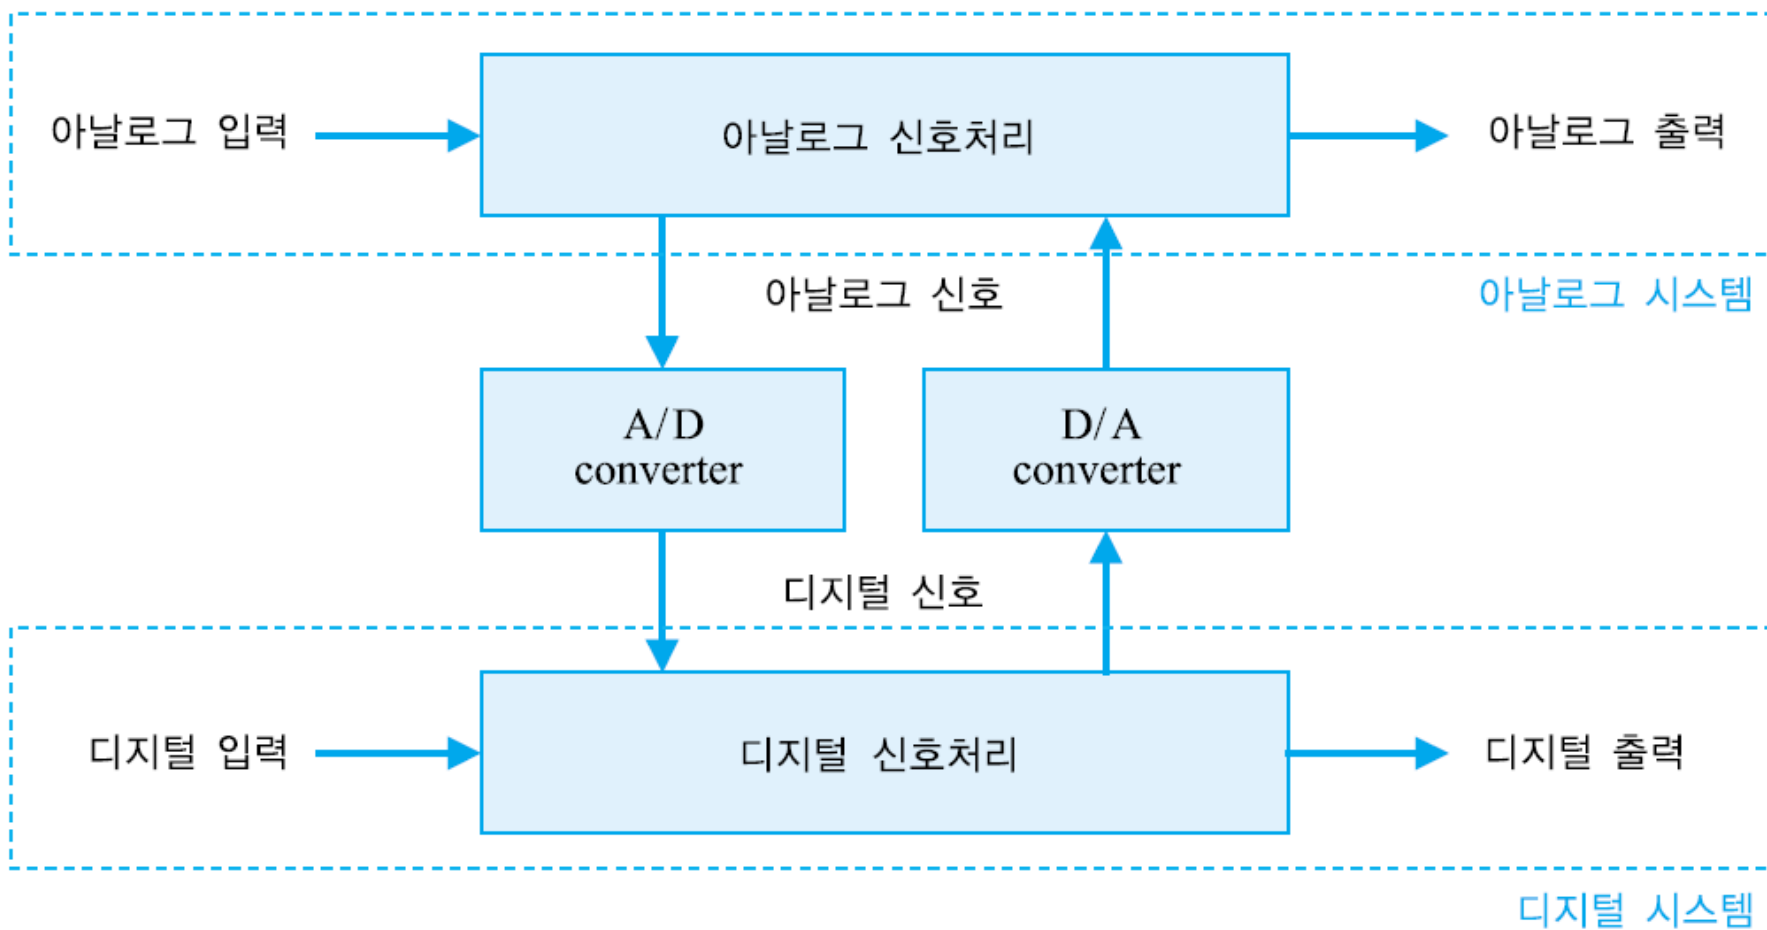 아날로그 입력
아날로그 신호처리
아날로그 출력
아날로그 신호
아날로그 시스템
A/D
converter
D/A
converter
디지털 신호
디지털 입력
디지털 신호처리
디지털 출력
디지털 시스템